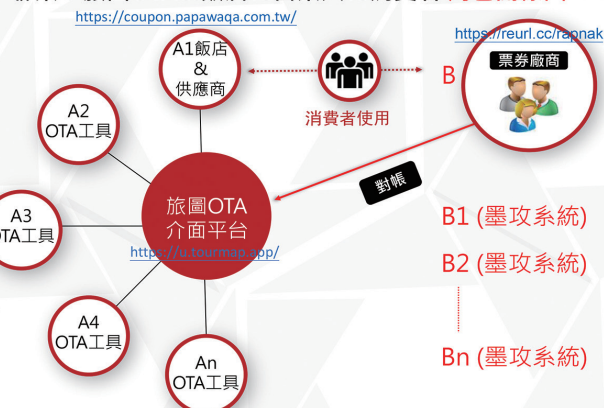 https://coupon.papawaqa.com.tw/
https://reurl.cc/rapnak
A1飯店
&
供應商
消費者使用
B
票券廠商
A2
OTA工具
對帳
A3
OTA工具
旅圖OTA
介面平台
https://u.tourmap.app/
B1 (墨攻系統)
B2 (墨攻系統)
A4
OTA工具
An
OTA工具
Bn (墨攻系統)